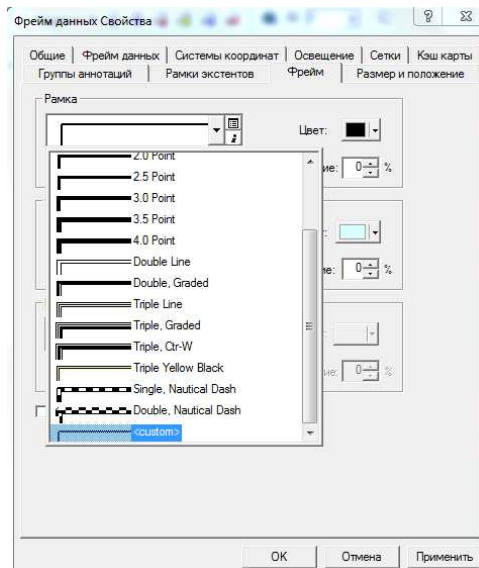 Фрейм данных Свойства
Общие Фрейм данных Системы координат Освещение Сетки Кэш карты
Группы аннотаций Рамки экстентов Фрейм Размер и положение
Рамка
Цвет:
2.0 Point
ие: 0 %
2.5 Point
3.0 Point
3.5 Point
4.0 Point
Double Line
ие: 0 %
Double, Graded
Triple Line
Triple, Graded
Triple, Ctr-W
Triple Yellow Black
ие: 0 %
Single, Nautical Dash
Double, Nautical Dash
<custom>
OK Отмена Применить